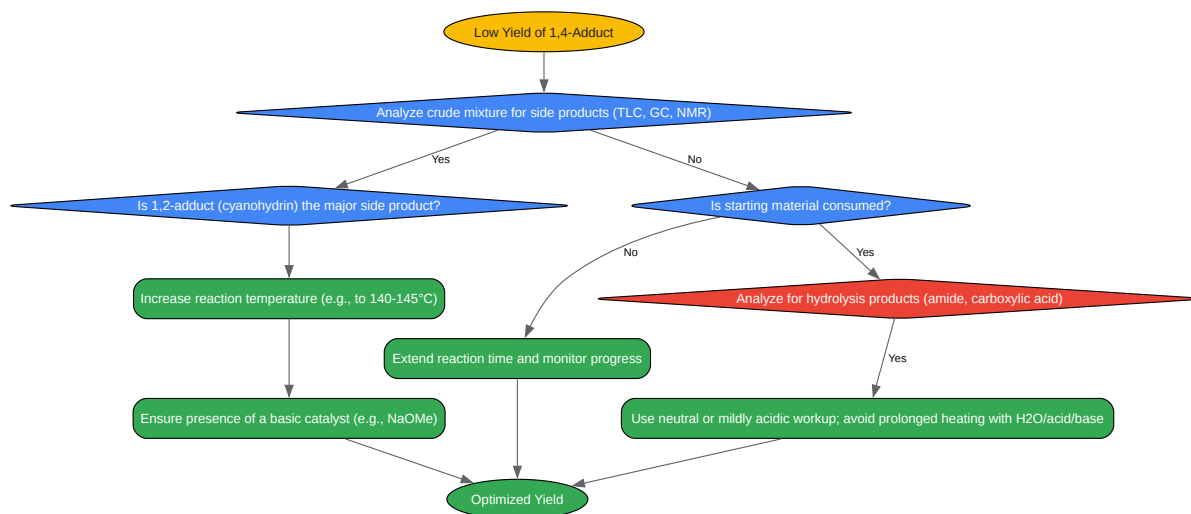 Low Yield of 1,4-Adduct
Analyze crude mixture for side products (TLC, GC, NMR)
Yes
No
Is 1,2-adduct (cyanohydrin) the major side product?
Is starting material consumed?
No
Yes
Increase reaction temperature (e.g., to 140-145°C)
Analyze for hydrolysis products (amide, carboxylic acid)
Extend reaction time and monitor progress
Yes
Ensure presence of a basic catalyst (e.g., NaOMe)
Use neutral or mildly acidic workup; avoid prolonged heating with H2O/acid/base
Optimized Yield